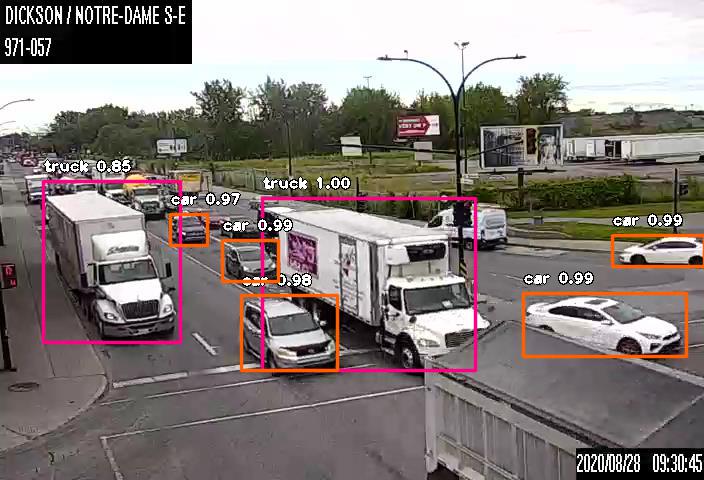 DICKSON / NOTRE-DAME S-E
971-057
truck 0.85
car 0.97
truck 1.00
car 0.99
car 0.98
car 0.99
car 0.99
2020/08/28 09:30:45